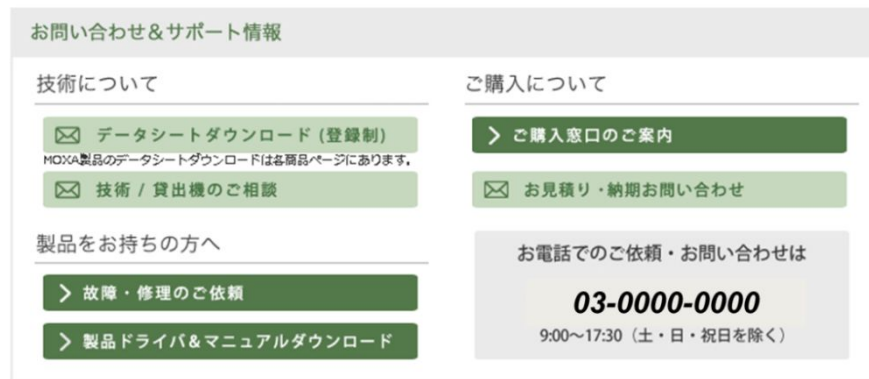 お問い合わせ&サポート情報
技術について
データシートダウンロード (登録制)
MOXA製品のデータシートダウンロードは各商品ページにあります。
技術 / 貸出機のご相談
製品をお持ちの方へ
故障・修理のご依頼
製品ドライバ&マニュアルダウンロード
ご購入について
ご購入窓口のご案内
お見積り・納期お問い合わせ
お電話でのご依頼・お問い合わせは
03-0000-0000
9:00〜17:30（土・日・祝日を除く）